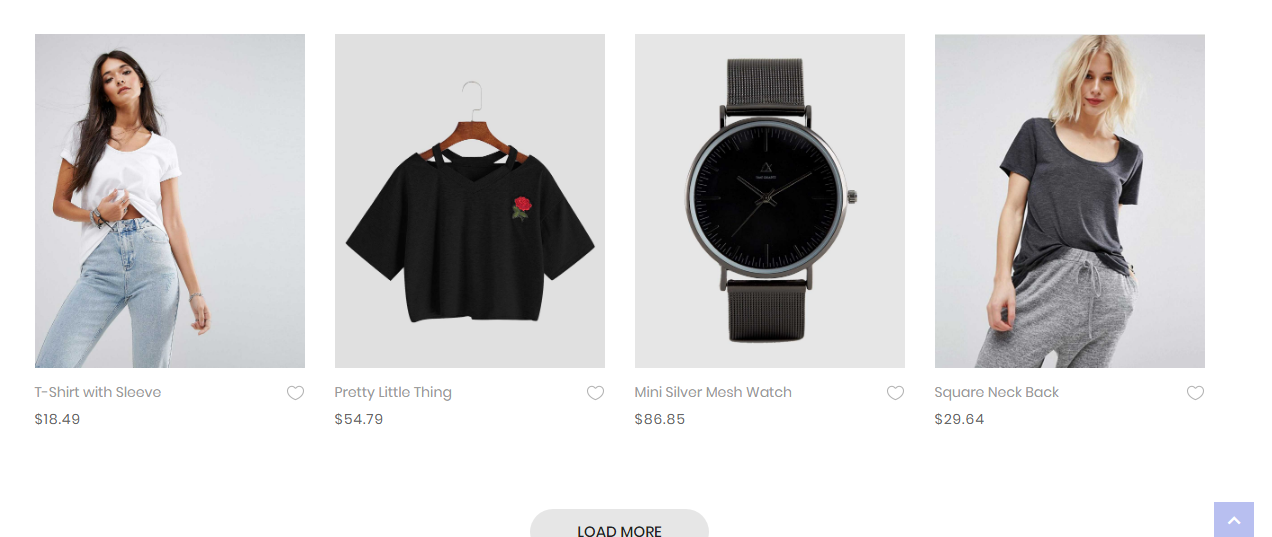 T-Shirt with Sleeve
$18.49
Pretty Little Thing
$54.79
Mini Silver Mesh Watch
$86.85
Square Neck Back
$29.64
LOAD MORE